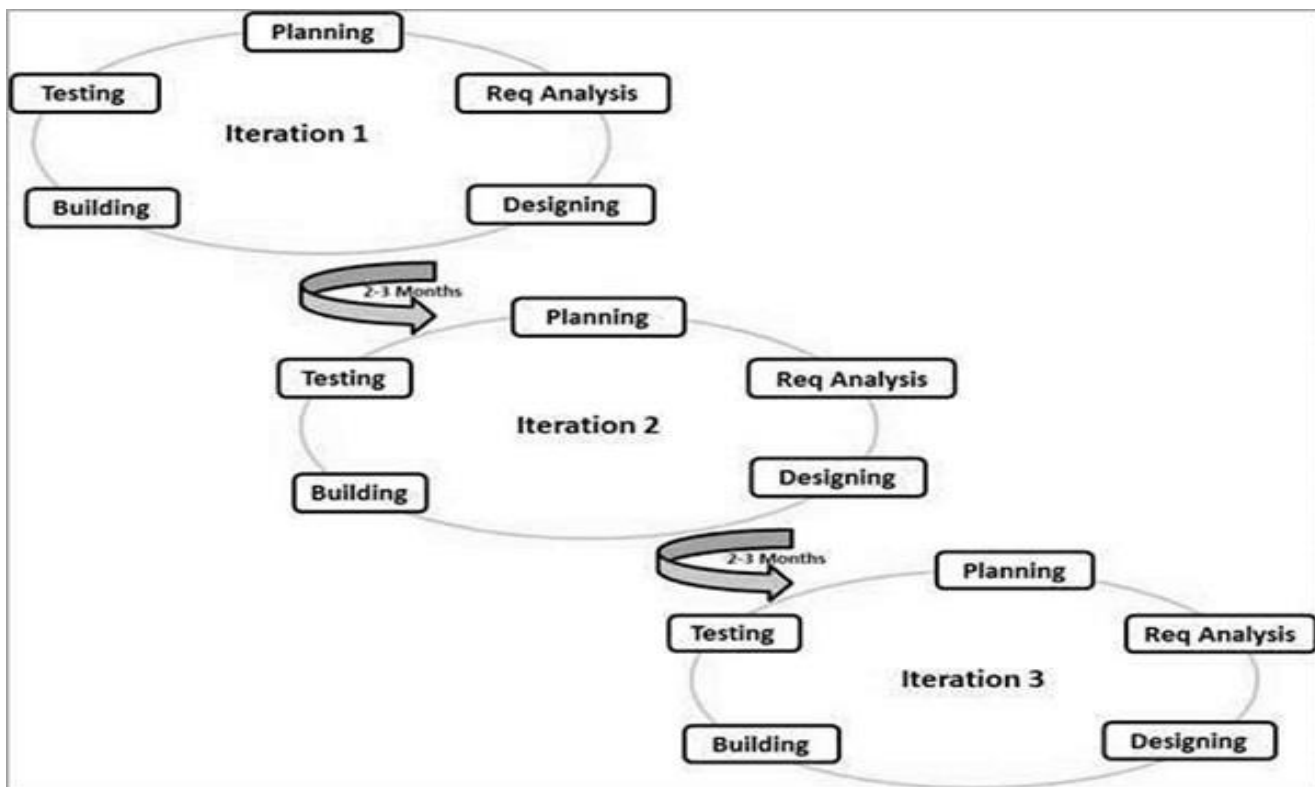 Planning
Testing
Req Analysis
Iteration 1
Building
Designing
2-3 Months
Planning
Testing
Req Analysis
Iteration 2
Building
Designing
2-3 Months
Planning
Testing
Req Analysis
Iteration 3
Building
Designing